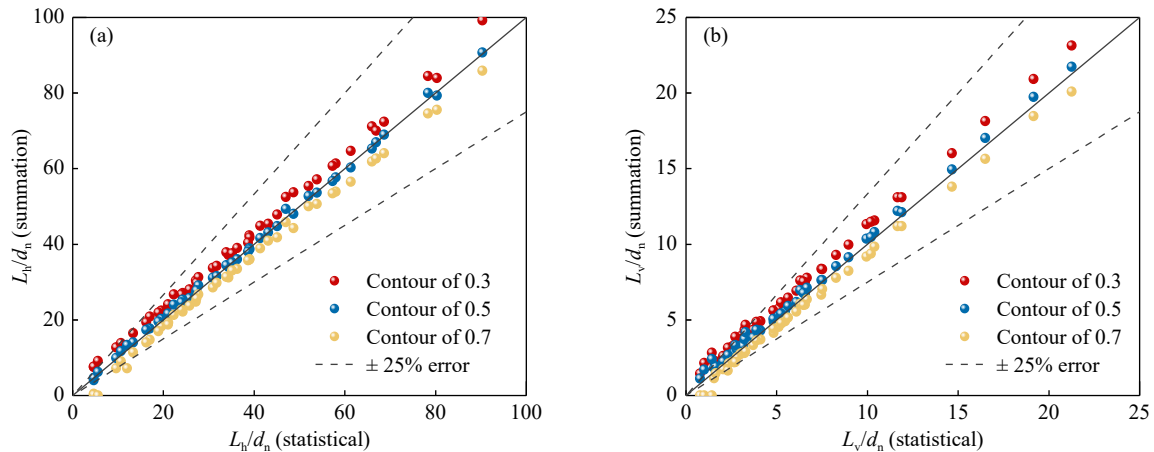 (a)
100
80
60
40
20
0
L_h/d_n (summation)
Contour of 0.3
Contour of 0.5
Contour of 0.7
± 25% error
0 20 40 60 80 100
L_h/d_n (statistical)
(b)
25
20
15
10
5
0
L_v/d_n (summation)
Contour of 0.3
Contour of 0.5
Contour of 0.7
± 25% error
0 5 10 15 20 25
L_v/d_n (statistical)